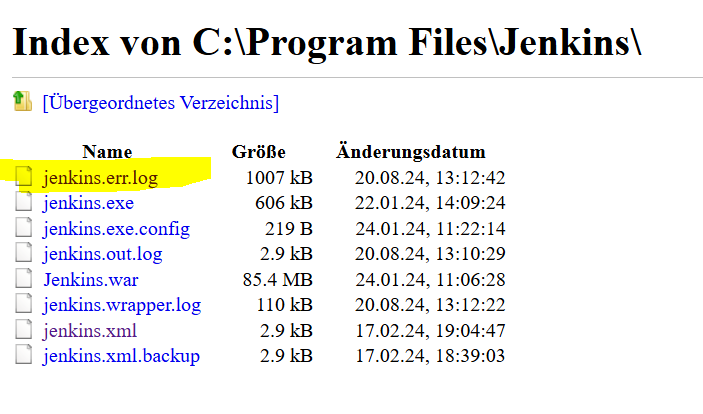 Index von C:\Program Files\Jenkins\
[Übergeordnetes Verzeichnis]
Name Größe Änderungsdatum
jenkins.err.log 1007 kB 20.08.24, 13:12:42
jenkins.exe 606 kB 22.01.24, 14:09:24
jenkins.exe.config 219 B 24.01.24, 11:22:14
jenkins.out.log 2.9 kB 20.08.24, 13:10:29
Jenkins.war 85.4 MB 24.01.24, 11:06:28
jenkins.wrapper.log 110 kB 20.08.24, 13:12:22
jenkins.xml 2.9 kB 17.02.24, 19:04:47
jenkins.xml.backup 2.9 kB 17.02.24, 18:39:03